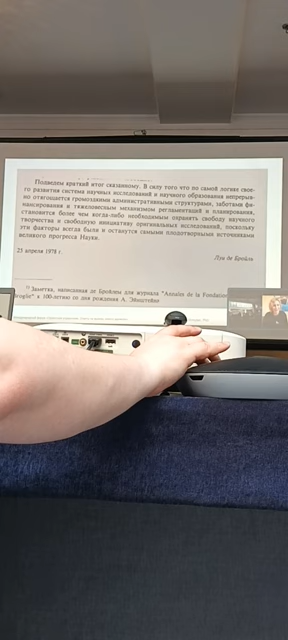 Подведем краткий итог сказанному. В силу того что по самой логике свое-
го развития система научных исследований и научного образования непрерыв-
но отягощается громоздкими административными структурами, заботами фи-
нансирования и тяжеловесным механизмом регламентаций и планирования,
становится более чем когда-либо необходимым охранять свободу научного
творчества и свободную инициативу оригинальных исследований, поскольку
эти факторы всегда были и останутся самыми плодотворными источниками
великого прогресса Науки.
25 апреля 1978 г.
Луи де Бройль
Заметка, написанная де Бройлем для журнала "Annales de la Fondation
Broglie" к 100-летию со дня рождения А. Эйнштейна